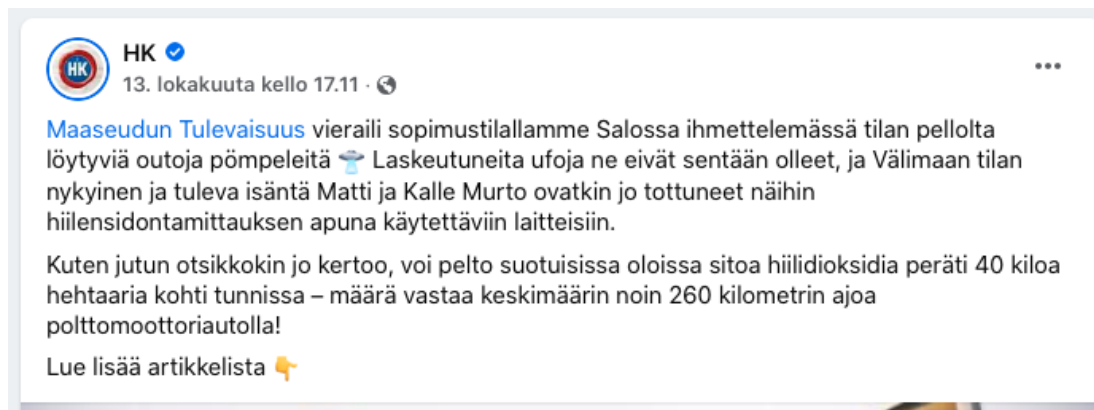 HK
HK
13. lokakuuta kello 17.11 ·
Maaseudun Tulevaisuus vieraili sopimustilallamme Salossa ihmettelemässä tilan pellolta
löytyviä outoja pömpeleitä 🛸 Laskeutuneita ufoja ne eivät sentään olleet, ja Välimaan tilan
nykyinen ja tuleva isäntä Matti ja Kalle Murto ovatkin jo tottuneet näihin
hiilensidontamittauksen apuna käytettäviin laitteisiin.
Kuten jutun otsikkokin jo kertoo, voi pelto suotuisissa oloissa sitoa hiilidioksidia peräti 40 kiloa
hehtaaria kohti tunnissa – määrä vastaa keskimäärin noin 260 kilometrin ajoa
polttomoottoriautolla!
Lue lisää artikkelista 👇